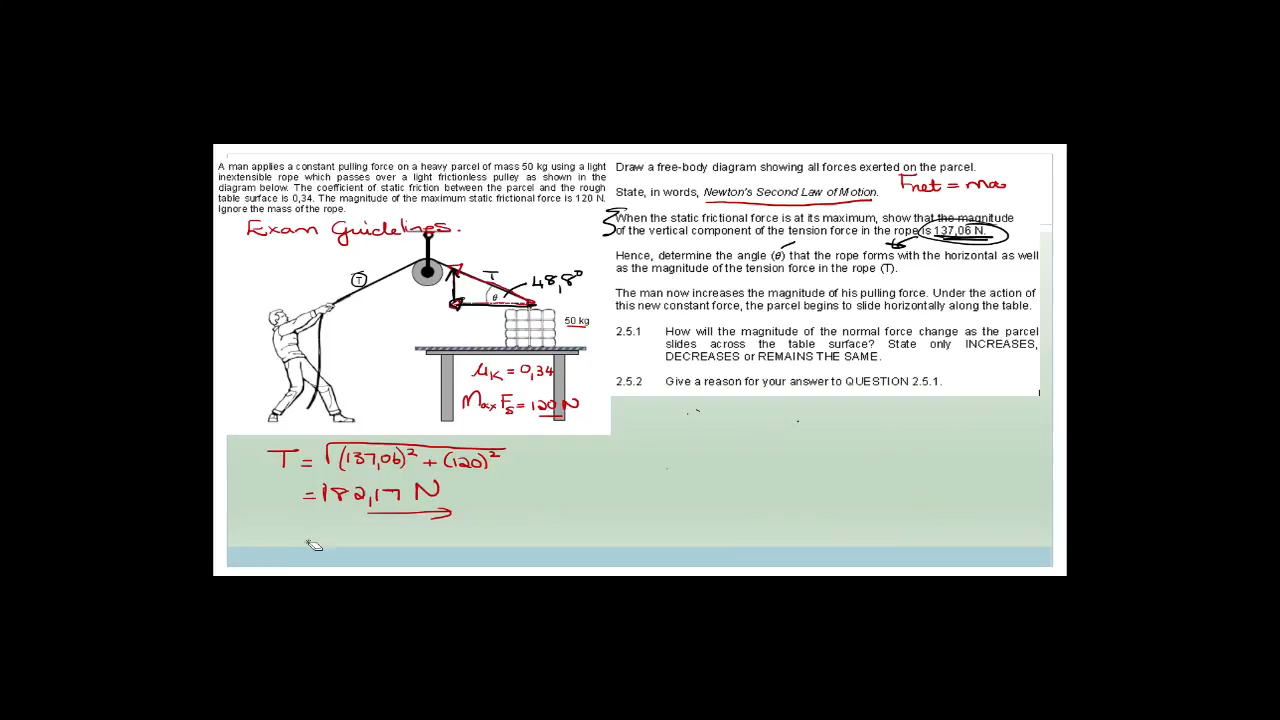 A man applies a constant pulling force on a heavy parcel of mass 50 kg using a light
inextensible rope which passes over a light frictionless pulley as shown in the
diagram below. The coefficient of static friction between the parcel and the rough
table surface is 0,34. The magnitude of the maximum static frictional force is 120 N.
Ignore the mass of the rope.
Exam Guidelines.
T
T
48,8°
θ
50 kg
μK = 0,34
Max Fs = 120 N
T = √(137,06)² + (120)²
= 182,17 N
Draw a free-body diagram showing all forces exerted on the parcel.
State, in words, Newton's Second Law of Motion.
Fnet = ma
When the static frictional force is at its maximum, show that the magnitude
of the vertical component of the tension force in the rope is 137,06 N.
Hence, determine the angle (θ) that the rope forms with the horizontal as well
as the magnitude of the tension force in the rope (T).
The man now increases the magnitude of his pulling force. Under the action of
this new constant force, the parcel begins to slide horizontally along the table.
2.5.1 How will the magnitude of the normal force change as the parcel
slides across the table surface? State only INCREASES,
DECREASES or REMAINS THE SAME.
2.5.2 Give a reason for your answer to QUESTION 2.5.1.